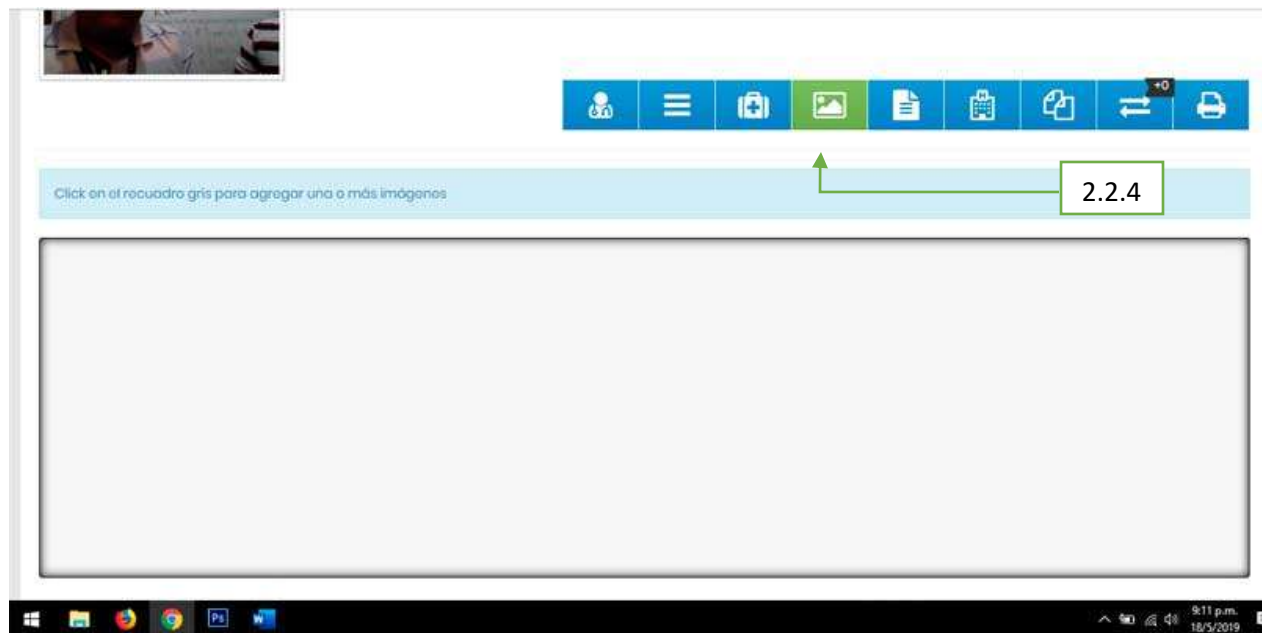 +0
2.2.4
Click en el recuadro gris para agregar una o más imágenes
Ps
W
9:11 p.m.
18/5/2019